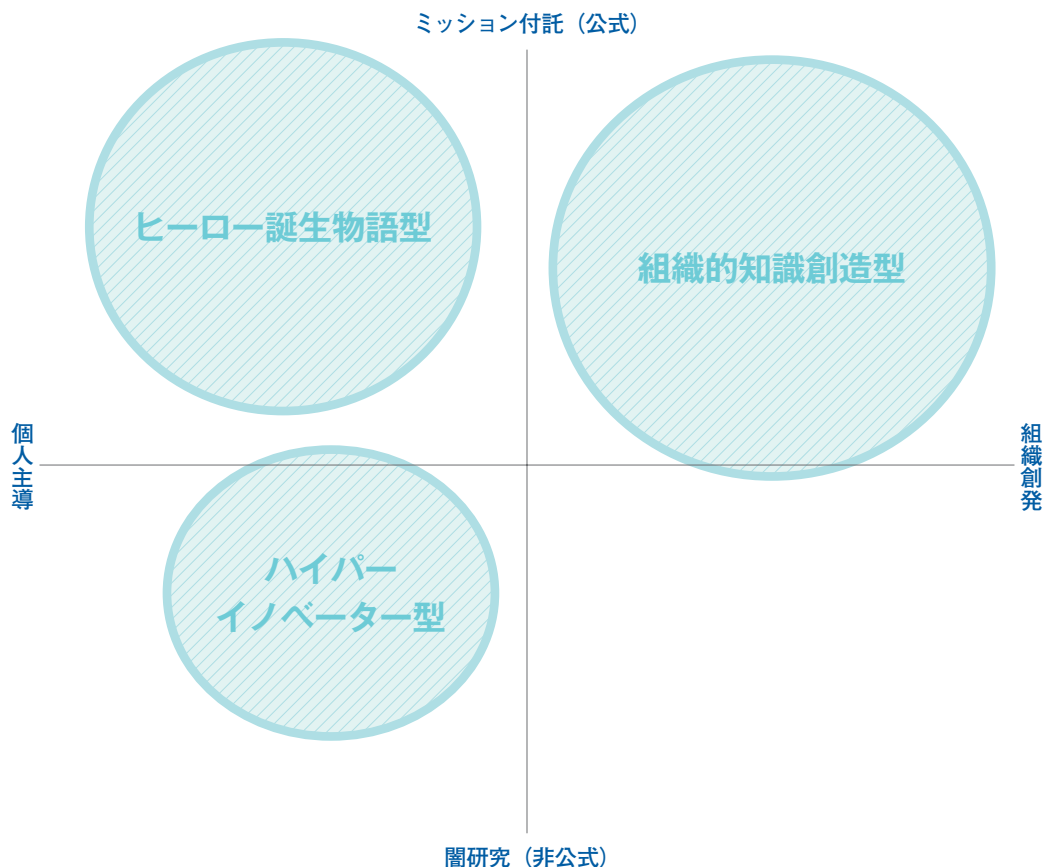 ミッション付託（公式）
ヒーロー誕生物語型
組織的知識創造型
個人主導
組織創発
ハイパー
イノベーター型
闇研究（非公式）